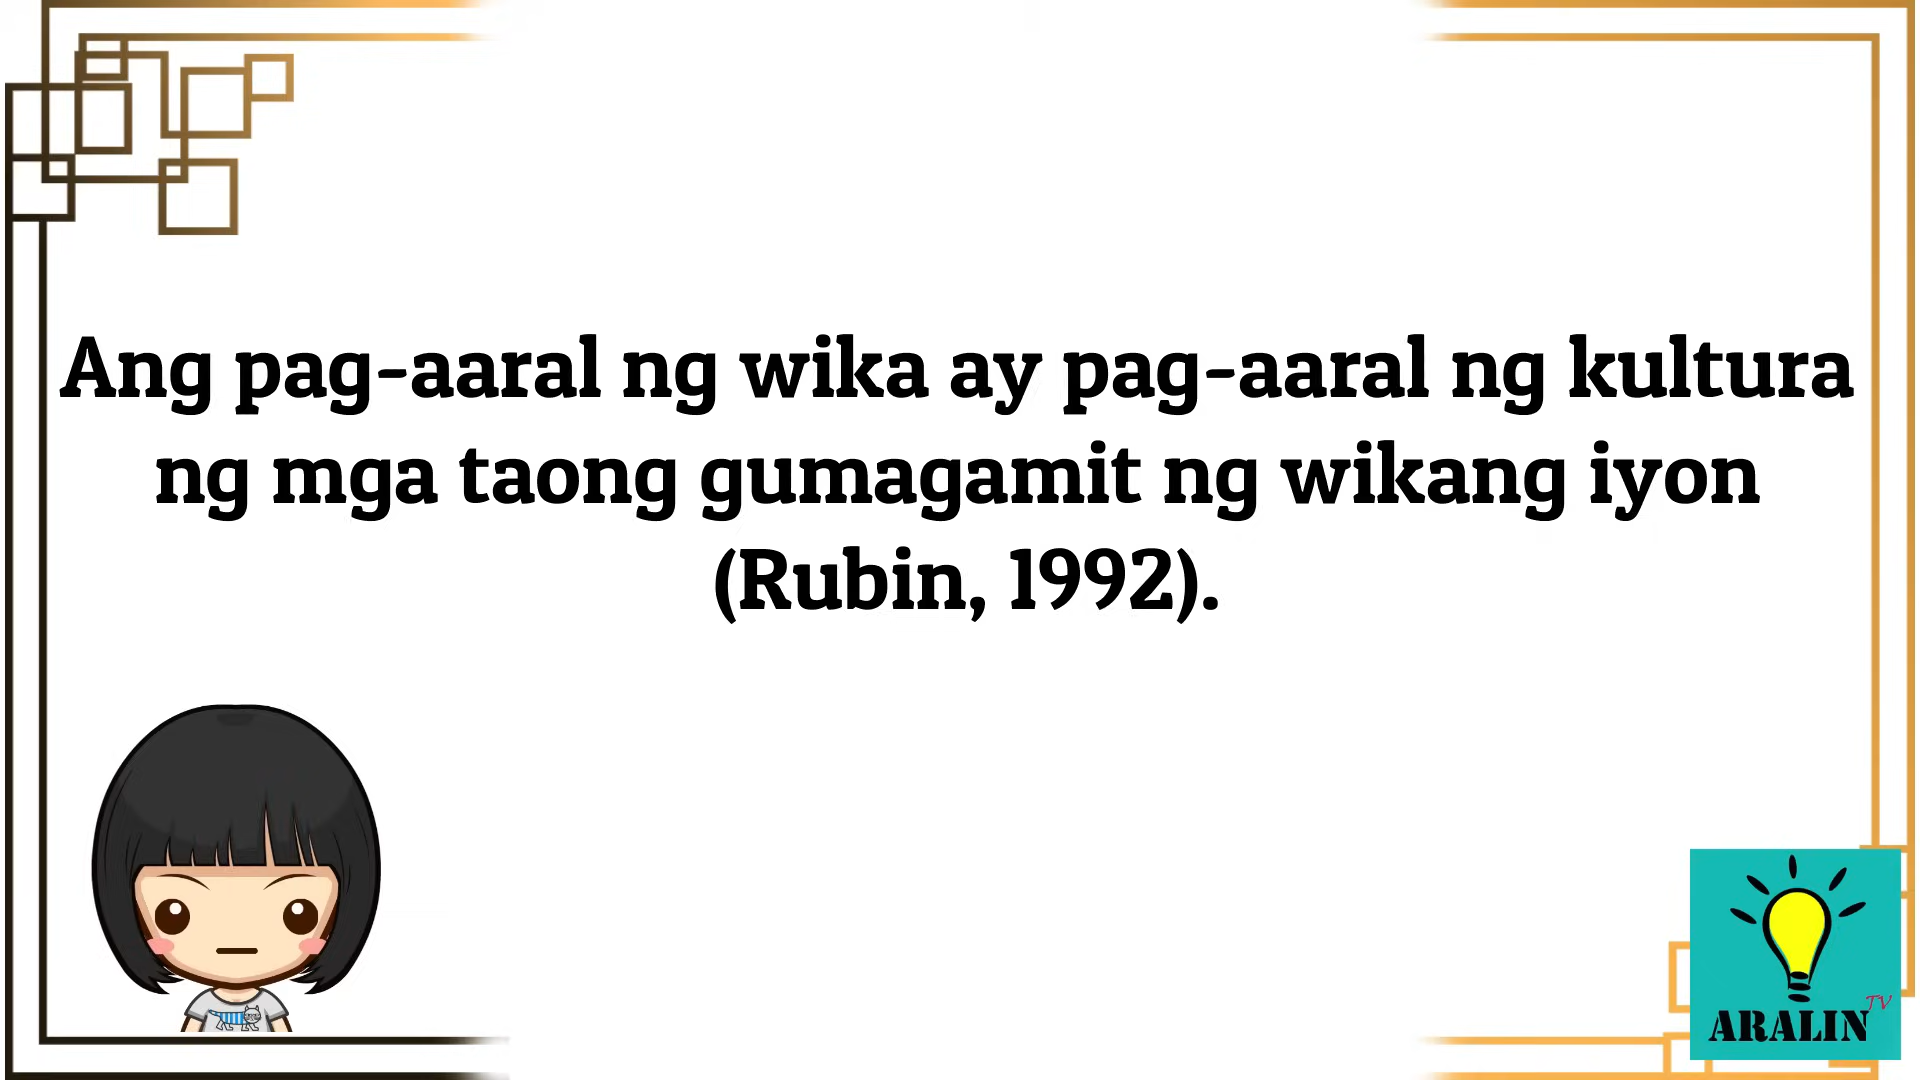 Ang pag-aaral ng wika ay pag-aaral ng kultura
ng mga taong gumagamit ng wikang iyon
(Rubin, 1992).
ARALIN TV